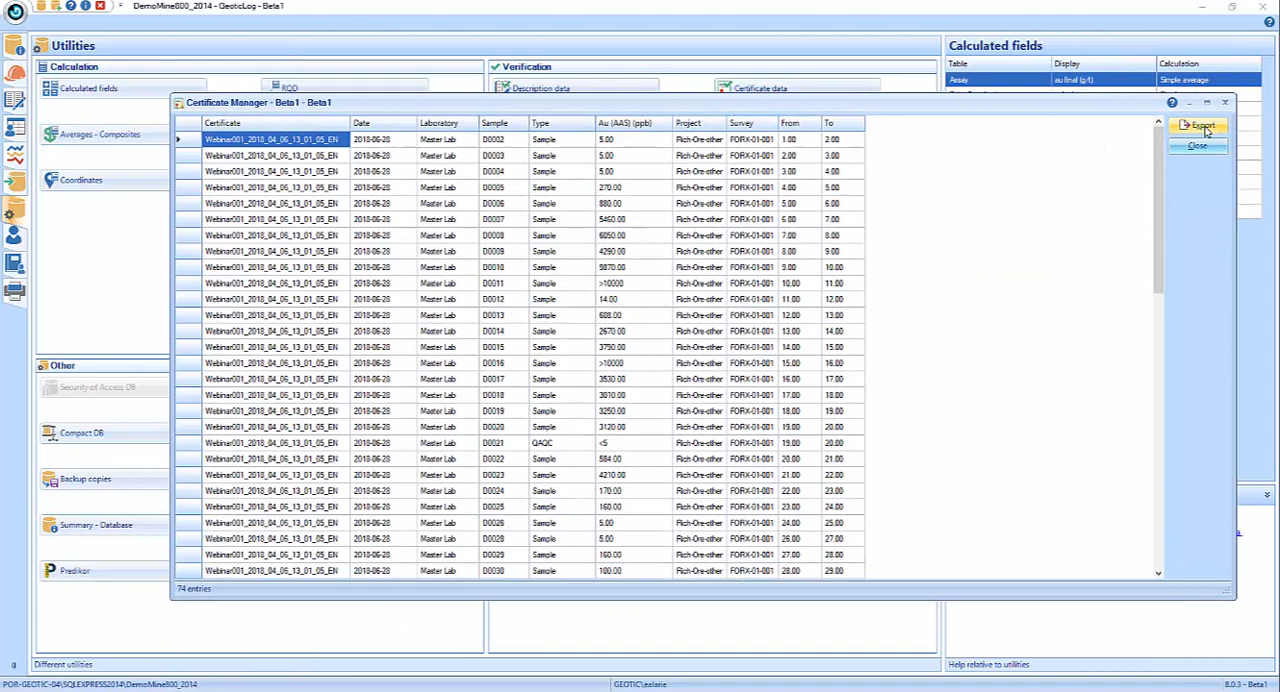 DemoMine800_2014 - GeoticLog - Beta1
Utilities
Calculation
Calculated fields
RQD
Averages - Composites
Coordinates
Verification
Description data
Certificate data
Calculated fields
Table Display Calculation
Assay au final (g/t) Simple average
Certificate Manager - Beta1 - Beta1
Certificate Date Laboratory Sample Type Au (AAS) (ppb) Project Survey From To
Webinar001_2018_04_06_13_01_05_EN 2018-06-28 Master Lab D0002 Sample 5.00 Rich-Ore-other FORX-01-001 1.00 2.00
Webinar001_2018_04_06_13_01_05_EN 2018-06-28 Master Lab D0003 Sample 5.00 Rich-Ore-other FORX-01-001 2.00 3.00
Webinar001_2018_04_06_13_01_05_EN 2018-06-28 Master Lab D0004 Sample 5.00 Rich-Ore-other FORX-01-001 3.00 4.00
Webinar001_2018_04_06_13_01_05_EN 2018-06-28 Master Lab D0005 Sample 270.00 Rich-Ore-other FORX-01-001 4.00 5.00
Webinar001_2018_04_06_13_01_05_EN 2018-06-28 Master Lab D0006 Sample 880.00 Rich-Ore-other FORX-01-001 5.00 6.00
Webinar001_2018_04_06_13_01_05_EN 2018-06-28 Master Lab D0007 Sample 5460.00 Rich-Ore-other FORX-01-001 6.00 7.00
Webinar001_2018_04_06_13_01_05_EN 2018-06-28 Master Lab D0008 Sample 6050.00 Rich-Ore-other FORX-01-001 7.00 8.00
Webinar001_2018_04_06_13_01_05_EN 2018-06-28 Master Lab D0009 Sample 4290.00 Rich-Ore-other FORX-01-001 8.00 9.00
Webinar001_2018_04_06_13_01_05_EN 2018-06-28 Master Lab D0010 Sample 9870.00 Rich-Ore-other FORX-01-001 9.00 10.00
Webinar001_2018_04_06_13_01_05_EN 2018-06-28 Master Lab D0011 Sample >10000 Rich-Ore-other FORX-01-001 10.00 11.00
Webinar001_2018_04_06_13_01_05_EN 2018-06-28 Master Lab D0012 Sample 14.00 Rich-Ore-other FORX-01-001 11.00 12.00
Webinar001_2018_04_06_13_01_05_EN 2018-06-28 Master Lab D0013 Sample 608.00 Rich-Ore-other FORX-01-001 12.00 13.00
Webinar001_2018_04_06_13_01_05_EN 2018-06-28 Master Lab D0014 Sample 2670.00 Rich-Ore-other FORX-01-001 13.00 14.00
Webinar001_2018_04_06_13_01_05_EN 2018-06-28 Master Lab D0015 Sample 3750.00 Rich-Ore-other FORX-01-001 14.00 15.00
Webinar001_2018_04_06_13_01_05_EN 2018-06-28 Master Lab D0016 Sample >10000 Rich-Ore-other FORX-01-001 15.00 16.00
Webinar001_2018_04_06_13_01_05_EN 2018-06-28 Master Lab D0017 Sample 3530.00 Rich-Ore-other FORX-01-001 16.00 17.00
Webinar001_2018_04_06_13_01_05_EN 2018-06-28 Master Lab D0018 Sample 3010.00 Rich-Ore-other FORX-01-001 17.00 18.00
Webinar001_2018_04_06_13_01_05_EN 2018-06-28 Master Lab D0019 Sample 3250.00 Rich-Ore-other FORX-01-001 18.00 19.00
Webinar001_2018_04_06_13_01_05_EN 2018-06-28 Master Lab D0020 Sample 3120.00 Rich-Ore-other FORX-01-001 19.00 20.00
Webinar001_2018_04_06_13_01_05_EN 2018-06-28 Master Lab D0021 QAQC <5 Rich-Ore-other FORX-01-001 19.00 20.00
Webinar001_2018_04_06_13_01_05_EN 2018-06-28 Master Lab D0022 Sample 584.00 Rich-Ore-other FORX-01-001 20.00 21.00
Webinar001_2018_04_06_13_01_05_EN 2018-06-28 Master Lab D0023 Sample 4210.00 Rich-Ore-other FORX-01-001 21.00 22.00
Webinar001_2018_04_06_13_01_05_EN 2018-06-28 Master Lab D0024 Sample 170.00 Rich-Ore-other FORX-01-001 22.00 23.00
Webinar001_2018_04_06_13_01_05_EN 2018-06-28 Master Lab D0025 Sample 160.00 Rich-Ore-other FORX-01-001 23.00 24.00
Webinar001_2018_04_06_13_01_05_EN 2018-06-28 Master Lab D0026 Sample 5.00 Rich-Ore-other FORX-01-001 24.00 25.00
Webinar001_2018_04_06_13_01_05_EN 2018-06-28 Master Lab D0028 Sample 5.00 Rich-Ore-other FORX-01-001 26.00 27.00
Webinar001_2018_04_06_13_01_05_EN 2018-06-28 Master Lab D0029 Sample 160.00 Rich-Ore-other FORX-01-001 27.00 28.00
Webinar001_2018_04_06_13_01_05_EN 2018-06-28 Master Lab D0030 Sample 100.00 Rich-Ore-other FORX-01-001 28.00 29.00
74 entries
Export
Close
Other
Security of Access DB
Compact DB
Backup copies
Summary - Database
Predikor
Different utilities
Help relative to utilities
POR-GEOTIC-04\SQLEXPRESS2014\DemoMine800_2014
GEOTIC\ealarie
8.0.3 - Beta1